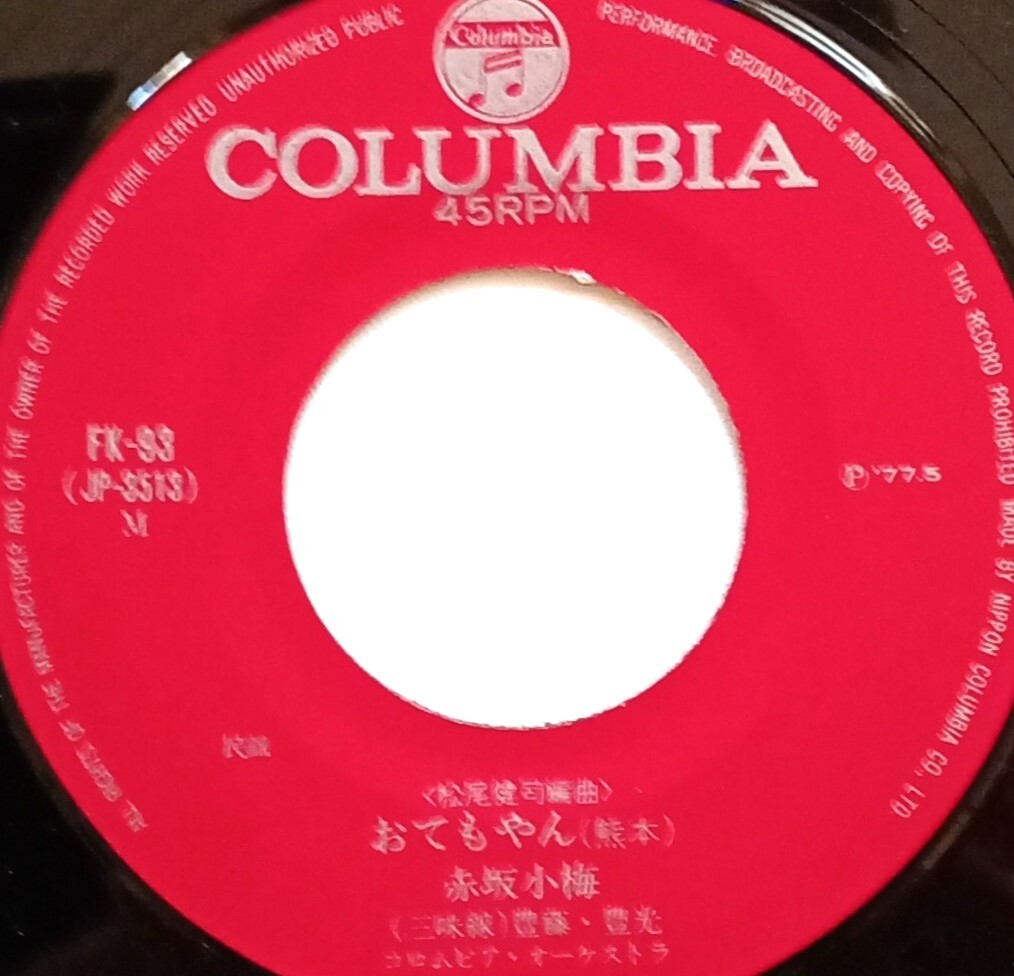 ALL RIGHTS OF THE MANUFACTURER AND OF THE OWNER OF THE RECORDED WORK RESERVED UNAUTHORIZED PUBLIC PERFORMANCE BROADCASTING AND COPYING OF THIS RECORD PROHIBITED MADE BY NIPPON COLUMBIA CO., LTD
Columbia
COLUMBIA
45RPM
FK-93
(JP-3513)
M
Ⓟ'77.5
民謡
〈松尾健司編曲〉
おてもやん(熊本)
赤坂小梅
(三味線)豊藤・豊光
コロムビア・オーケストラ